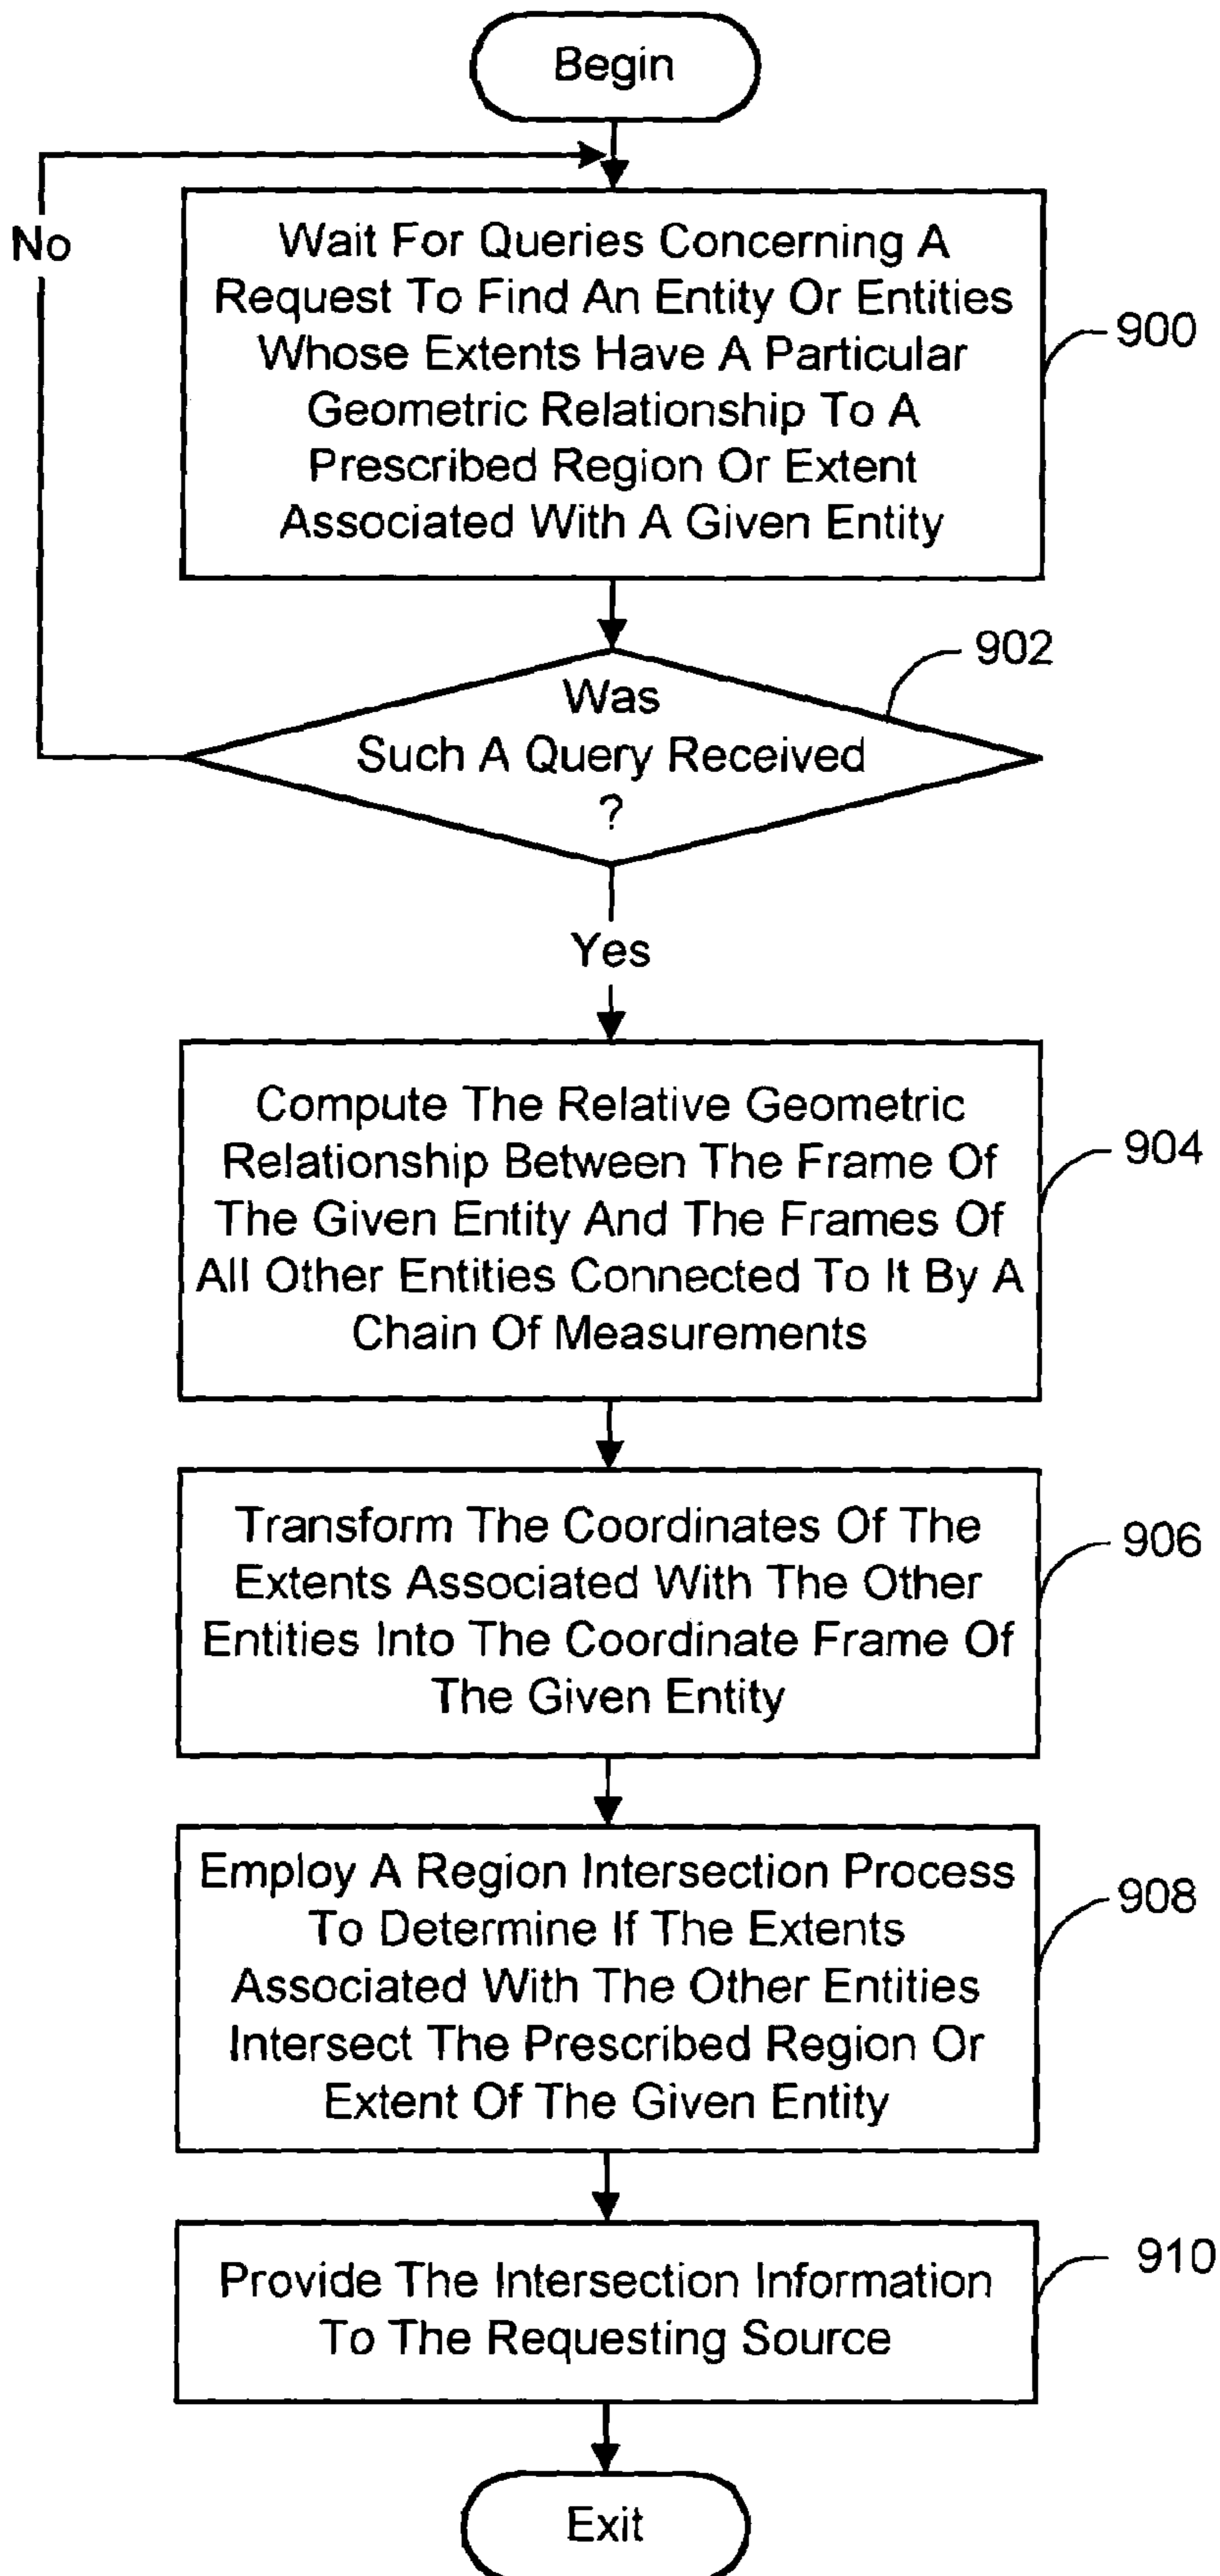 Begin
No
Wait For Queries Concerning A
Request To Find An Entity Or Entities
Whose Extents Have A Particular
Geometric Relationship To A
Prescribed Region Or Extent
Associated With A Given Entity
900
902
Was
Such A Query Received
?
Yes
Compute The Relative Geometric
Relationship Between The Frame Of
The Given Entity And The Frames Of
All Other Entities Connected To It By A
Chain Of Measurements
904
Transform The Coordinates Of The
Extents Associated With The Other
Entities Into The Coordinate Frame Of
The Given Entity
906
Employ A Region Intersection Process
To Determine If The Extents
Associated With The Other Entities
Intersect The Prescribed Region Or
Extent Of The Given Entity
908
Provide The Intersection Information
To The Requesting Source
910
Exit